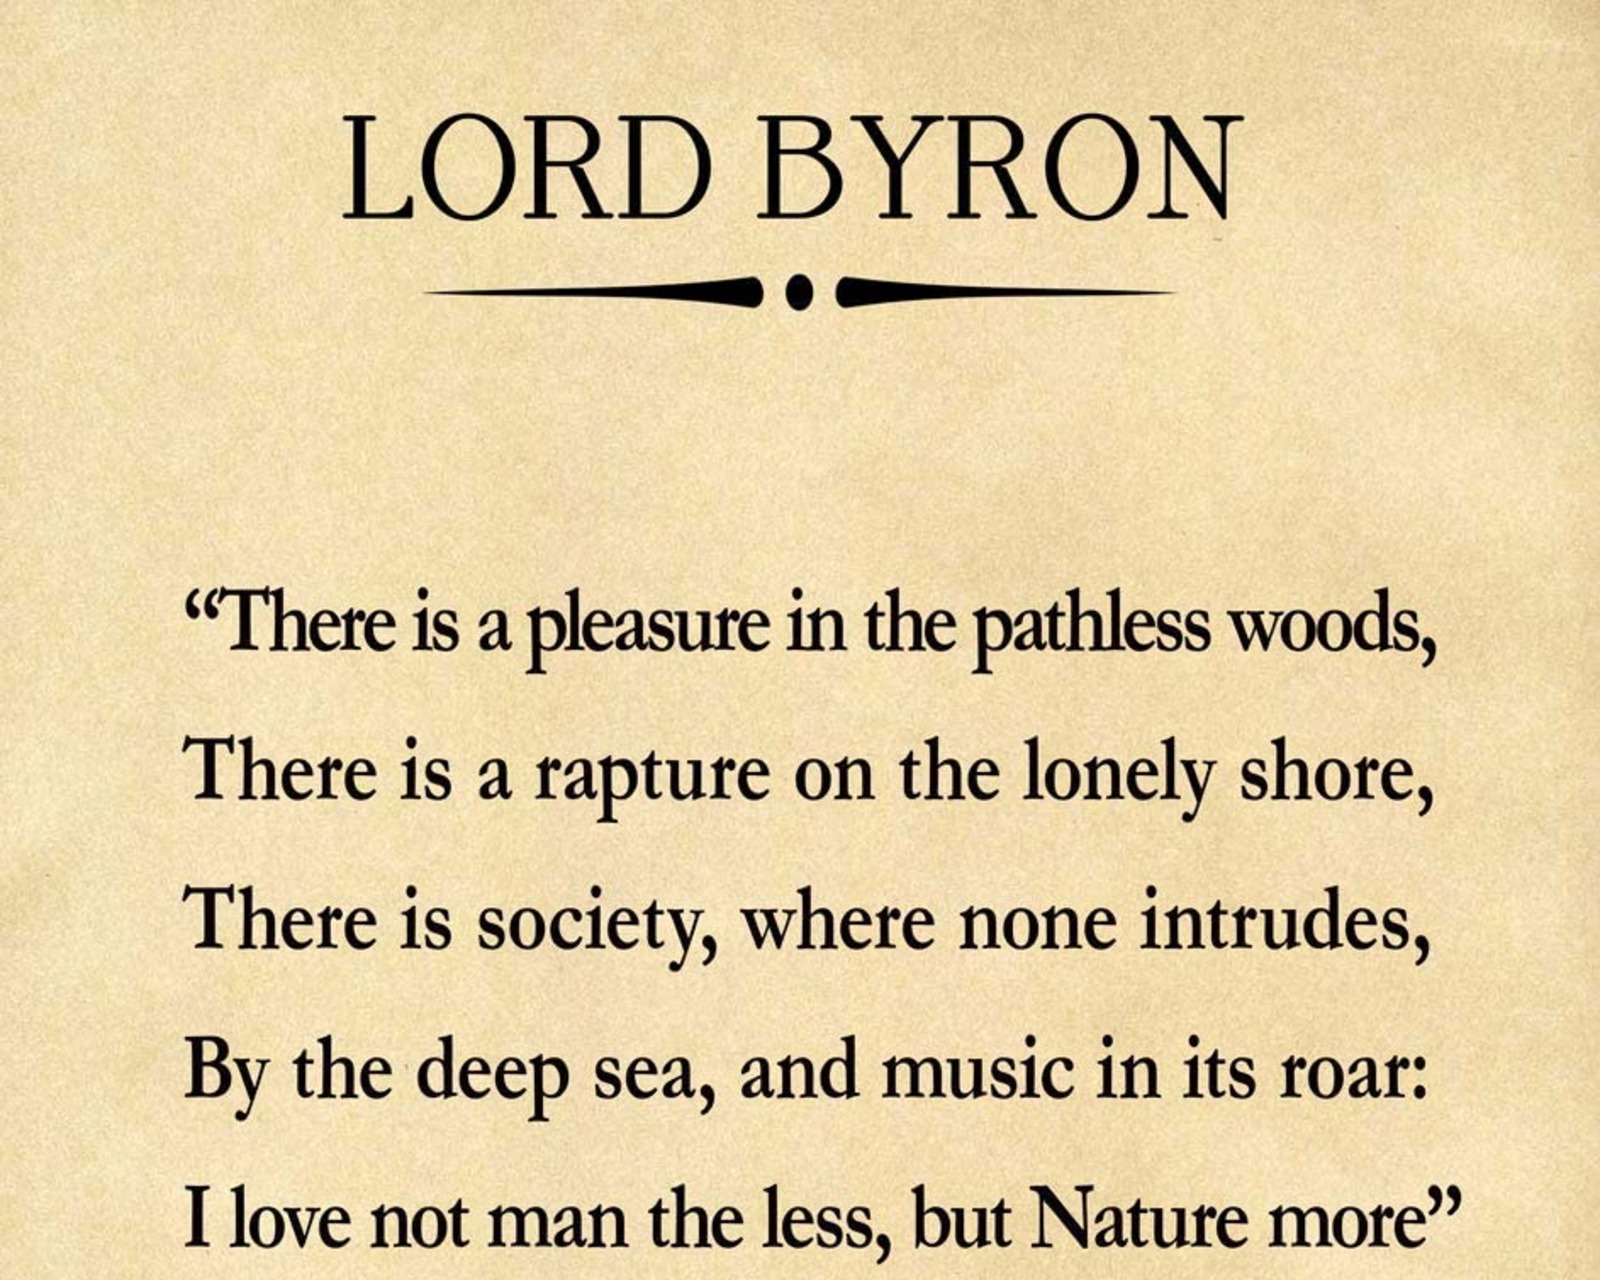 LORD BYRON
“There is a pleasure in the pathless woods,
There is a rapture on the lonely shore,
There is society, where none intrudes,
By the deep sea, and music in its roar:
I love not man the less, but Nature more”